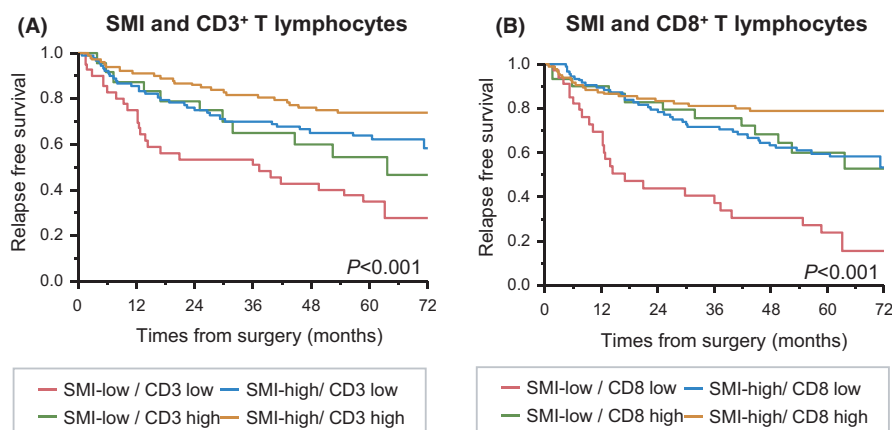 (A) SMI and CD3⁺ T lymphocytes
Relapse free survival
1.0
0.8
0.6
0.4
0.2
0.0
P<0.001
0 12 24 36 48 60 72
Times from surgery (months)
SMI-low / CD3 low SMI-high/ CD3 low
SMI-low / CD3 high SMI-high/ CD3 high
(B) SMI and CD8⁺ T lymphocytes
Relapse free survival
1.0
0.8
0.6
0.4
0.2
0.0
P<0.001
0 12 24 36 48 60 72
Times from surgery (months)
SMI-low / CD8 low SMI-high/ CD8 low
SMI-low / CD8 high SMI-high/ CD8 high